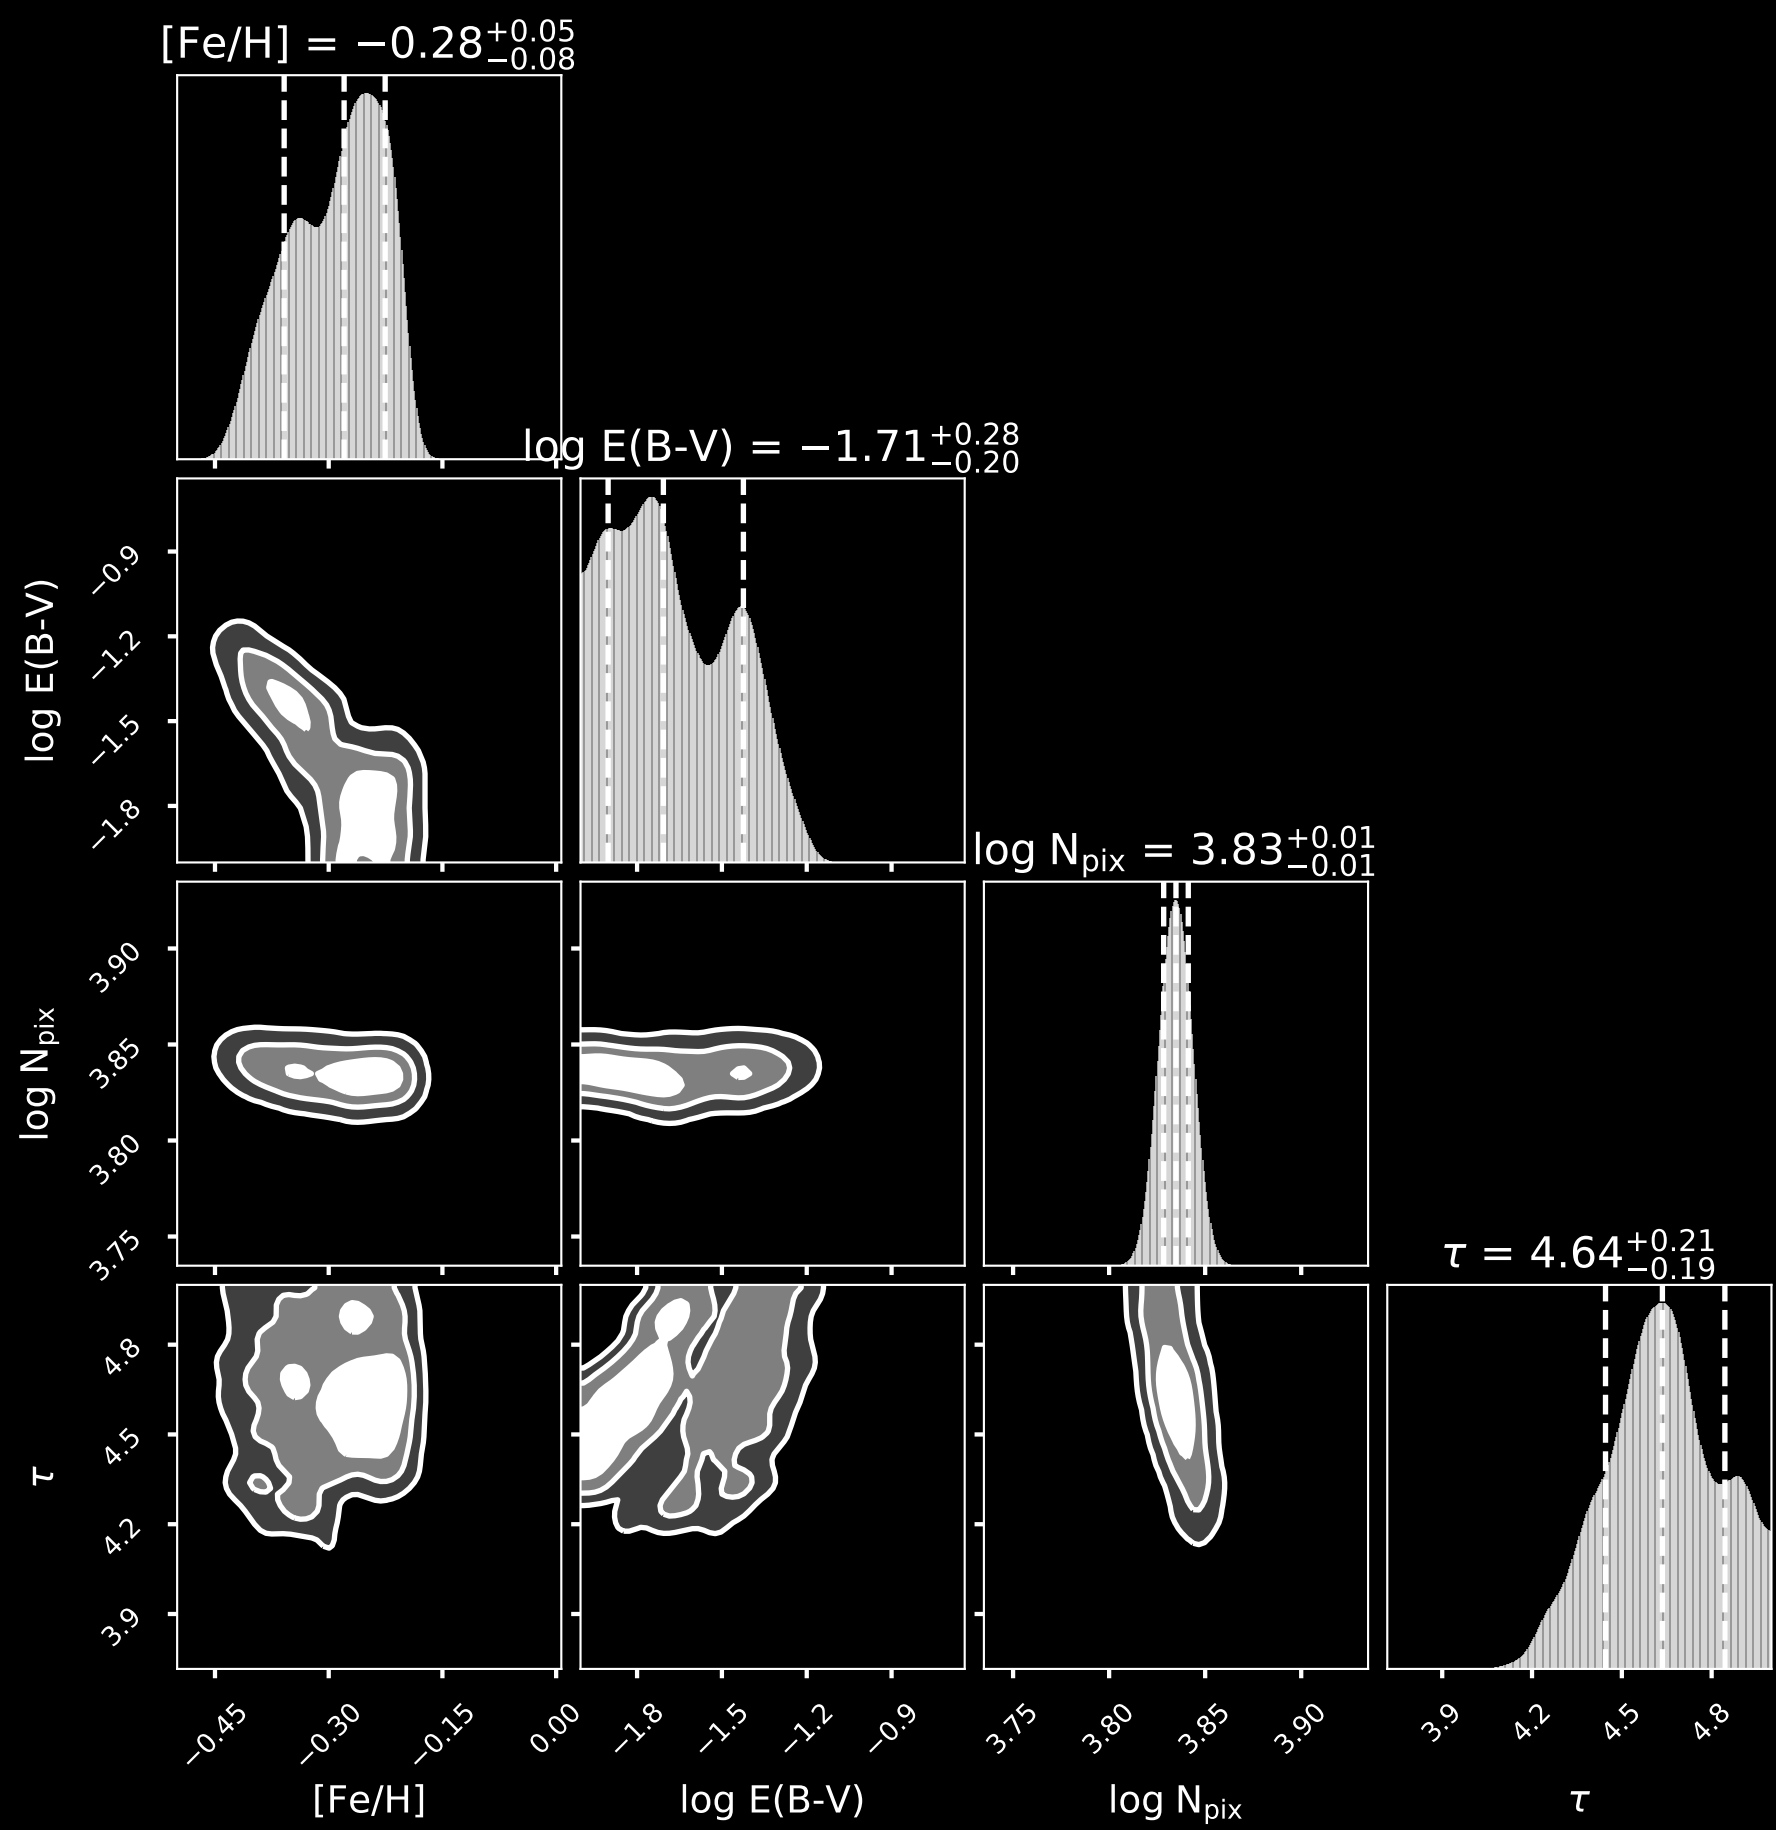 [Fe/H] = −0.28+0.05−0.08
log E(B-V) = −1.71+0.28−0.20
−0.9
−1.2
−1.5
−1.8
log E(B-V)
log Npix = 3.83+0.01−0.01
3.90
3.85
3.80
3.75
log Npix
τ = 4.64+0.21−0.19
4.8
4.5
4.2
3.9
τ
−0.45 −0.30 −0.15 0.00 −1.8 −1.5 −1.2 −0.9 3.75 3.80 3.85 3.90 3.9 4.2 4.5 4.8
[Fe/H] log E(B-V) log Npix τ